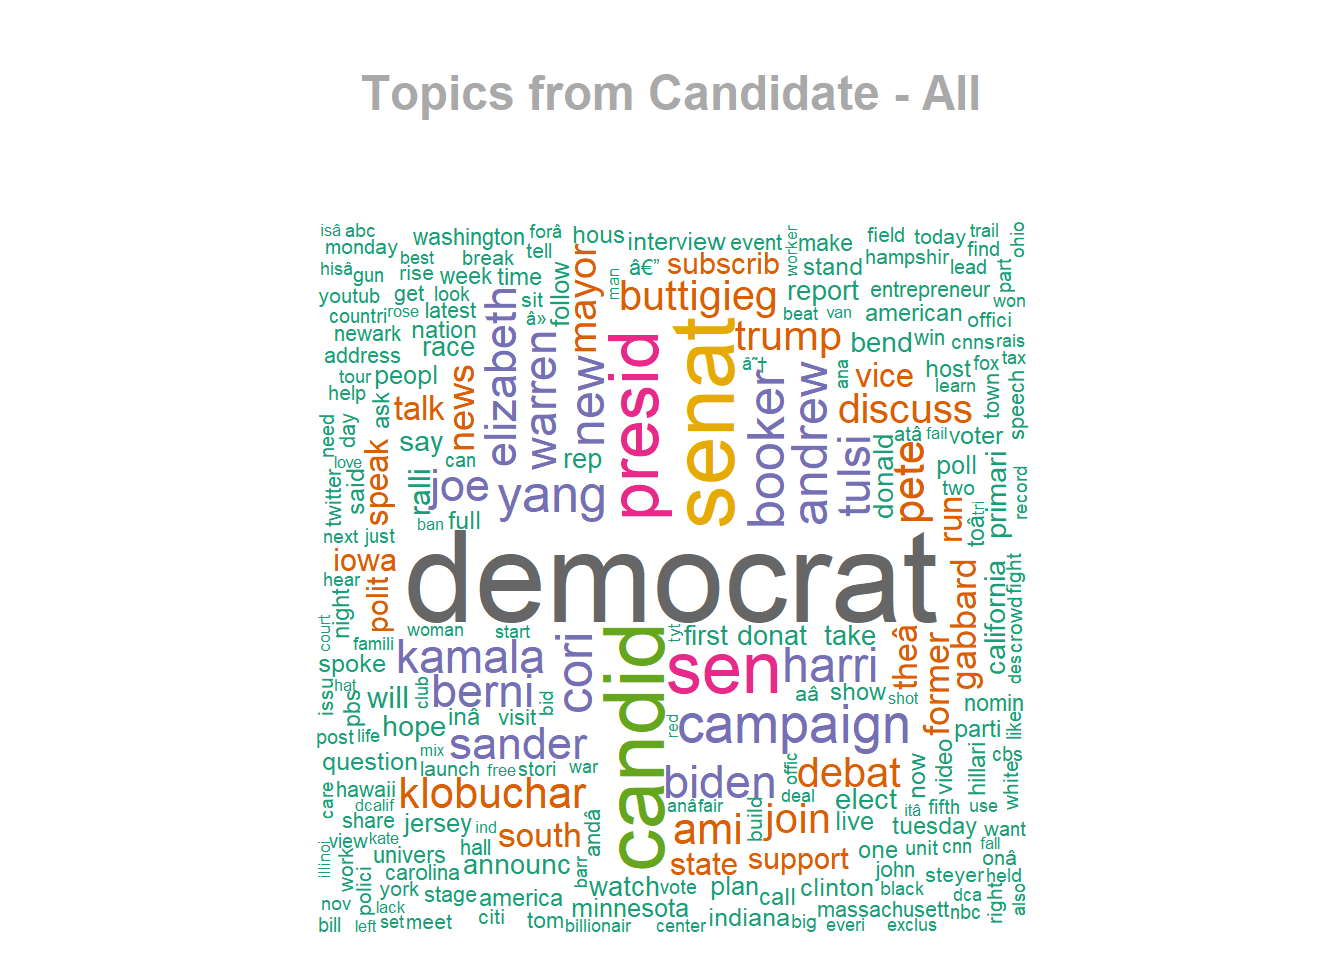 Topics from Candidate - All
isâ abc washington forâ hous interview event worker make field today trail ohio
monday best break tell man â€” subscrib stand hampshir find
hisâ gun rise week time follow mayor buttigieg report entrepreneur lead part
youtub get look sit won
countri rose latest elizabeth â» beat van american offici
newark nation warren new presid senat trump bend win cnns rais
address race â˜† booker andrew ana vice host fox tax
tour peopl news tulsi learn town speech
help ask talk discuss
need day say rep donald pete atâ fail voter
love can joe yang poll primari
twitter said speak ralli run two tri record
ban full toâ
next just
iowa democrat california fight
hear polit gabbard
court night woman start tyt first donat take theâ former des crowd
famili kamala cori candid sen harri
spoke
issu hat will club berni bid aâ show shot nomin
pbs inâ visit red campaign parti like
post life hope mix sander now video hillari cbs
question launch free stori war biden offic debat white
care hawaii klobuchar deal elect fifth use
dcalif anâ fair build itâ
share jersey ind south andâ ami join live tuesday want
view kate hall unit cnn fall
illinoi work univers announc barr state support one onâ
polici carolina john steyer held
york stage america watch vote plan call clinton black dca right also
nov lack minnesota massachusett nbc
bill left set meet citi tom billionair center indiana big everi exclus